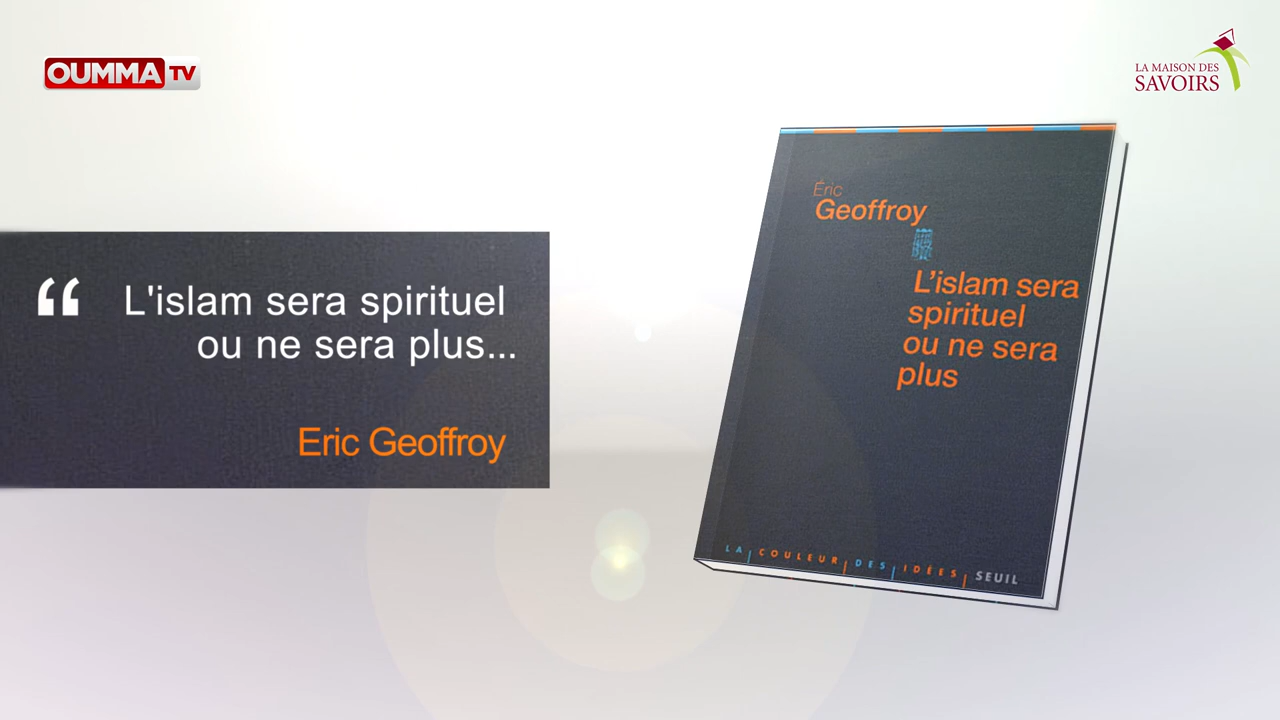 OUMMA TV
LA MAISON DES
SAVOIRS
“ L'islam sera spirituel
ou ne sera plus...
Eric Geoffroy
Éric
Geoffroy
L'islam sera
spirituel
ou ne sera
plus
LA COULEUR DES IDÉES SEUIL